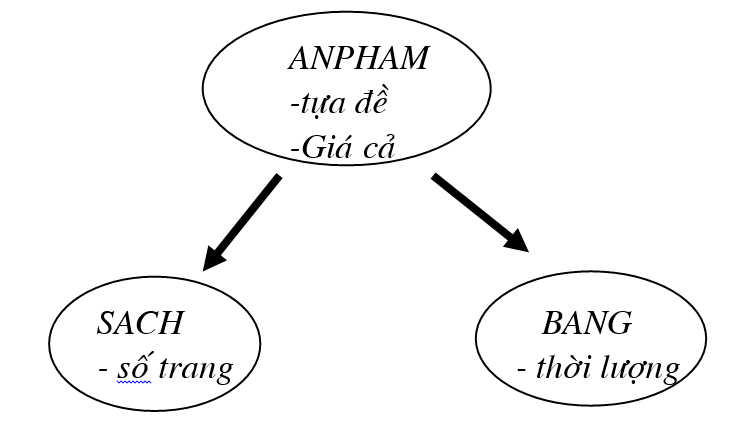 ANPHAM
-tựa đề
-Giá cả
SACH
- số trang
BANG
- thời lượng